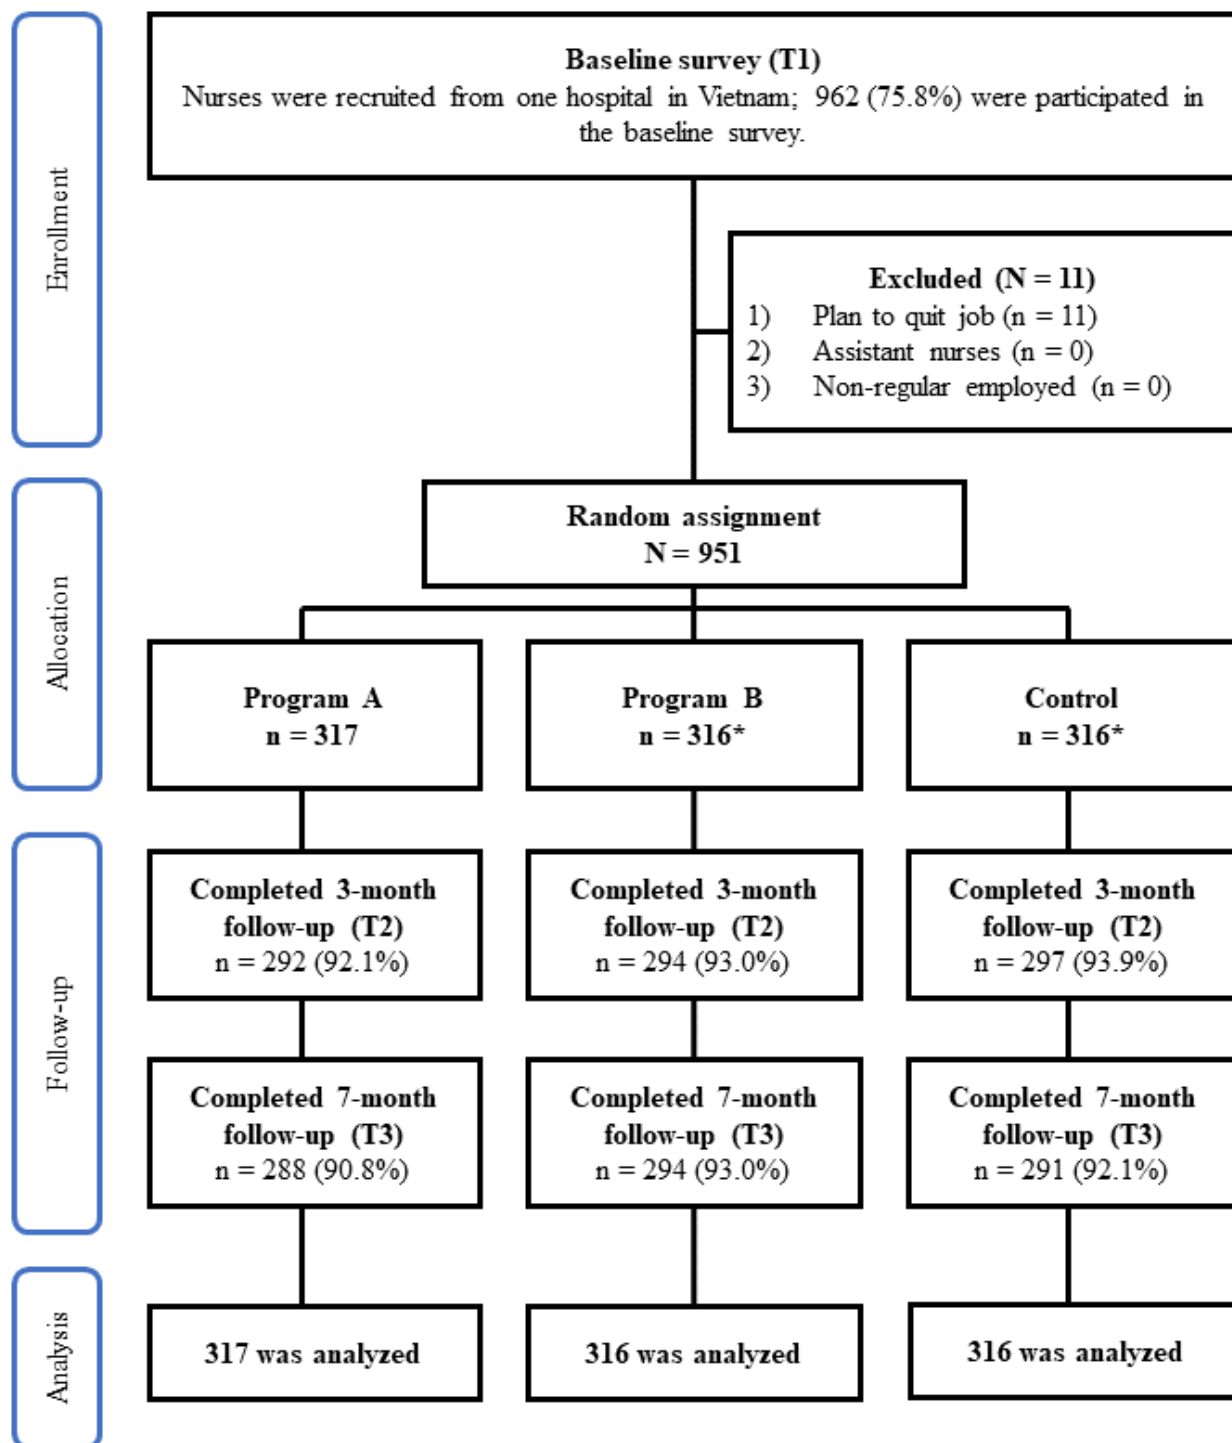 Enrollment
Baseline survey (T1)
Nurses were recruited from one hospital in Vietnam; 962 (75.8%) were participated in
the baseline survey.
Excluded (N = 11)
1) Plan to quit job (n = 11)
2) Assistant nurses (n = 0)
3) Non-regular employed (n = 0)
Allocation
Random assignment
N = 951
Program A
n = 317
Program B
n = 316*
Control
n = 316*
Follow-up
Completed 3-month
follow-up (T2)
n = 292 (92.1%)
Completed 3-month
follow-up (T2)
n = 294 (93.0%)
Completed 3-month
follow-up (T2)
n = 297 (93.9%)
Completed 7-month
follow-up (T3)
n = 288 (90.8%)
Completed 7-month
follow-up (T3)
n = 294 (93.0%)
Completed 7-month
follow-up (T3)
n = 291 (92.1%)
Analysis
317 was analyzed
316 was analyzed
316 was analyzed